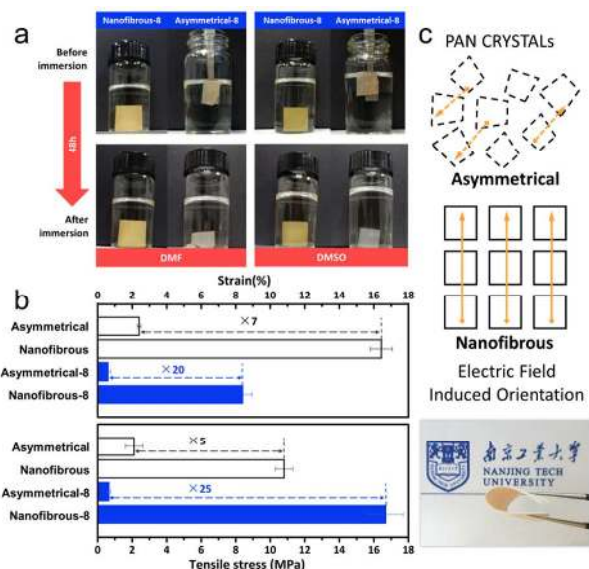 a
Nanofibrous-8 Asymmetrical-8 Nanofibrous-8 Asymmetrical-8
Before
immersion
48h
After
immersion
DMF DMSO
b
Strain(%)
0 2 4 6 8 10 12 14 16 18
Asymmetrical
×7
Nanofibrous
Asymmetrical-8
×20
Nanofibrous-8
Asymmetrical
×5
Nanofibrous
Asymmetrical-8
×25
Nanofibrous-8
0 2 4 6 8 10 12 14 16 18
Tensile stress (MPa)
c
PAN CRYSTALs
Asymmetrical
Nanofibrous
Electric Field
Induced Orientation
南京工业大学
NANJING TECH
UNIVERSITY